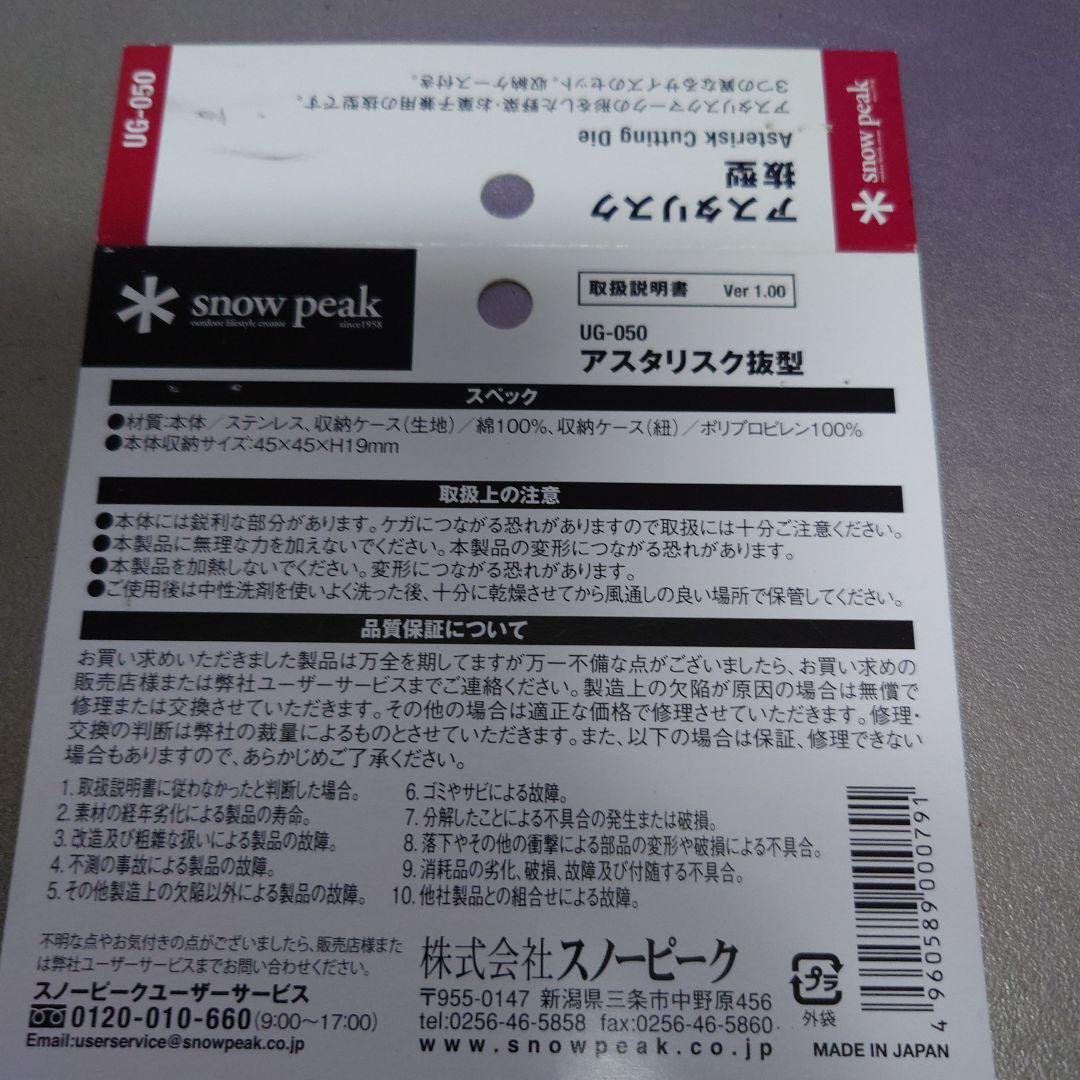 UG-050
アスタリスク
抜型
Asterisk Cutting Die
アスタリスクマークの形をした野菜・お菓子兼用の抜型です。
3つの異なるサイズのセット。収納ケース付き。
snow peak
snow peak
outdoor lifestyle creator
since1958
取扱説明書 Ver 1.00
UG-050
アスタリスク抜型
スペック
●材質:本体/ステンレス、収納ケース(生地)/綿100%、収納ケース(紐)/ポリプロピレン100%
●本体収納サイズ:45×45×H19mm
取扱上の注意
●本体には鋭利な部分があります。ケガにつながる恐れがありますので取扱には十分ご注意ください。
●本製品に無理な力を加えないでください。本製品の変形につながる恐れがあります。
●本製品を加熱しないでください。変形につながる恐れがあります。
●ご使用後は中性洗剤を使いよく洗った後、十分に乾燥させてから風通しの良い場所で保管してください。
品質保証について
お買い求めいただきました製品は万全を期してますが万一不備な点がございましたら、お買い求めの
販売店様または弊社ユーザーサービスまでご連絡ください。製造上の欠陥が原因の場合は無償で
修理または交換させていただきます。その他の場合は適正な価格で修理させていただきます。修理・
交換の判断は弊社の裁量によるものとさせていただきます。また、以下の場合は保証、修理できない
場合もありますので、あらかじめご了承ください。
1. 取扱説明書に従わなかったと判断した場合。
2. 素材の経年劣化による製品の寿命。
3. 改造及び粗雑な扱いによる製品の故障。
4. 不測の事故による製品の故障。
5. その他製造上の欠陥以外による製品の故障。
6. ゴミやサビによる故障。
7. 分解したことによる不具合の発生または破損。
8. 落下やその他の衝撃による部品の変形や破損による不具合。
9. 消耗品の劣化、破損、故障及び付随する不具合。
10. 他社製品との組合せによる故障。
不明な点やお気付きの点がございましたら、販売店様また
は弊社ユーザーサービスまでお問い合わせください。
スノーピークユーザーサービス
0120-010-660(9:00〜17:00)
Email:userservice@snowpeak.co.jp
株式会社スノーピーク
〒955-0147 新潟県三条市中野原456
tel:0256-46-5858 fax:0256-46-5860
www.snowpeak.co.jp
プラ
外袋
4 960589 000791
MADE IN JAPAN